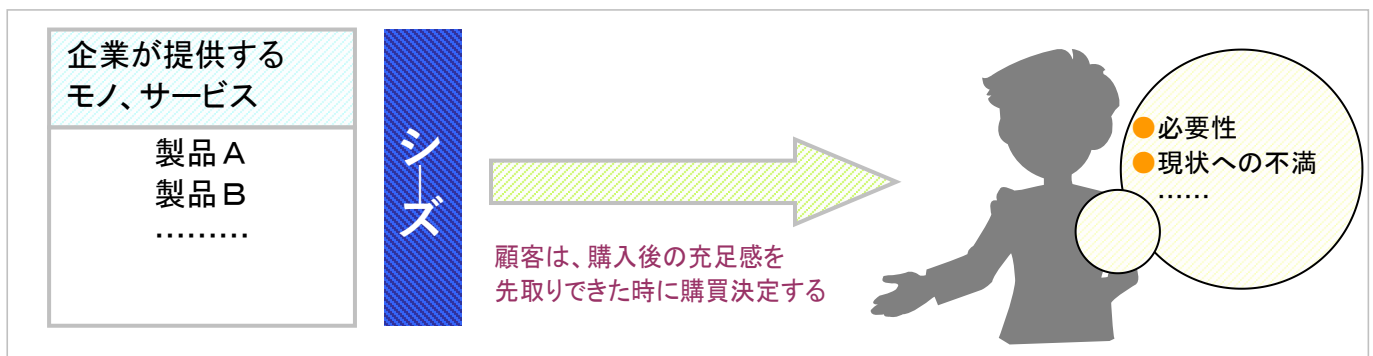 企業が提供する
モノ、サービス
製品A
製品B
………
シーズ
顧客は、購入後の充足感を
先取りできた時に購買決定する
●必要性
●現状への不満
……